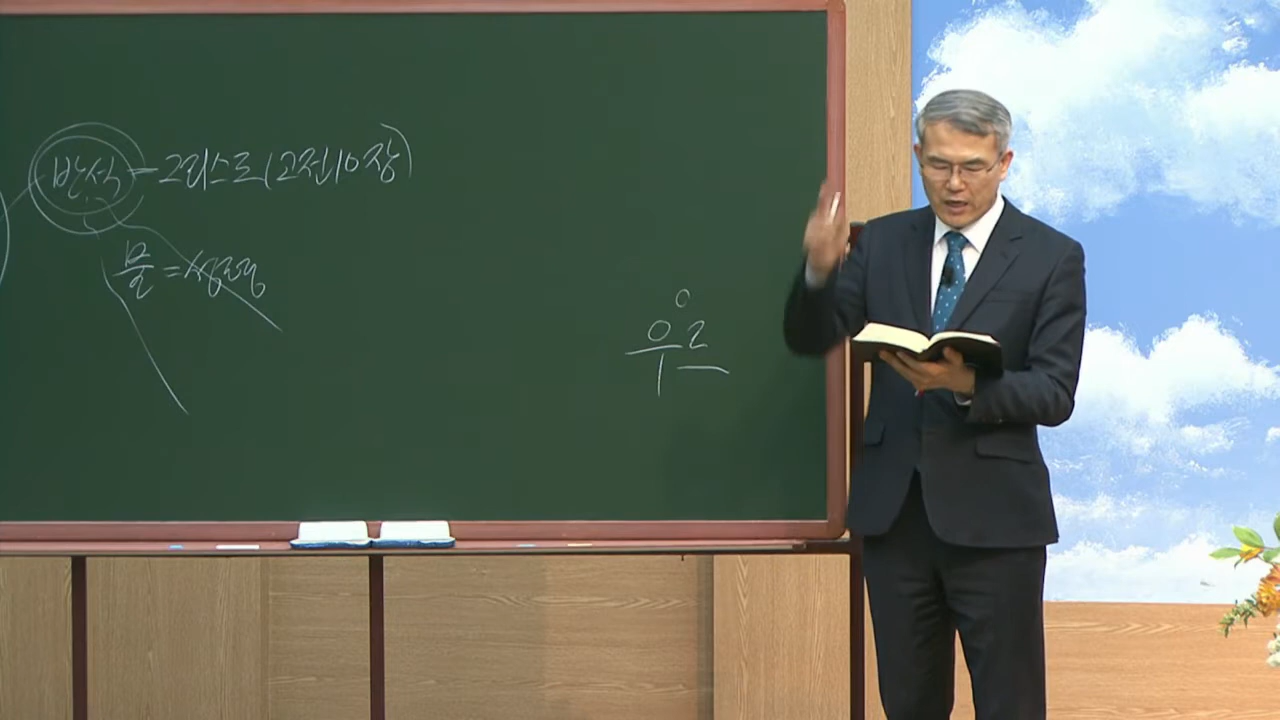 반석 = 그리스도 (고전10장)
물 = 성령